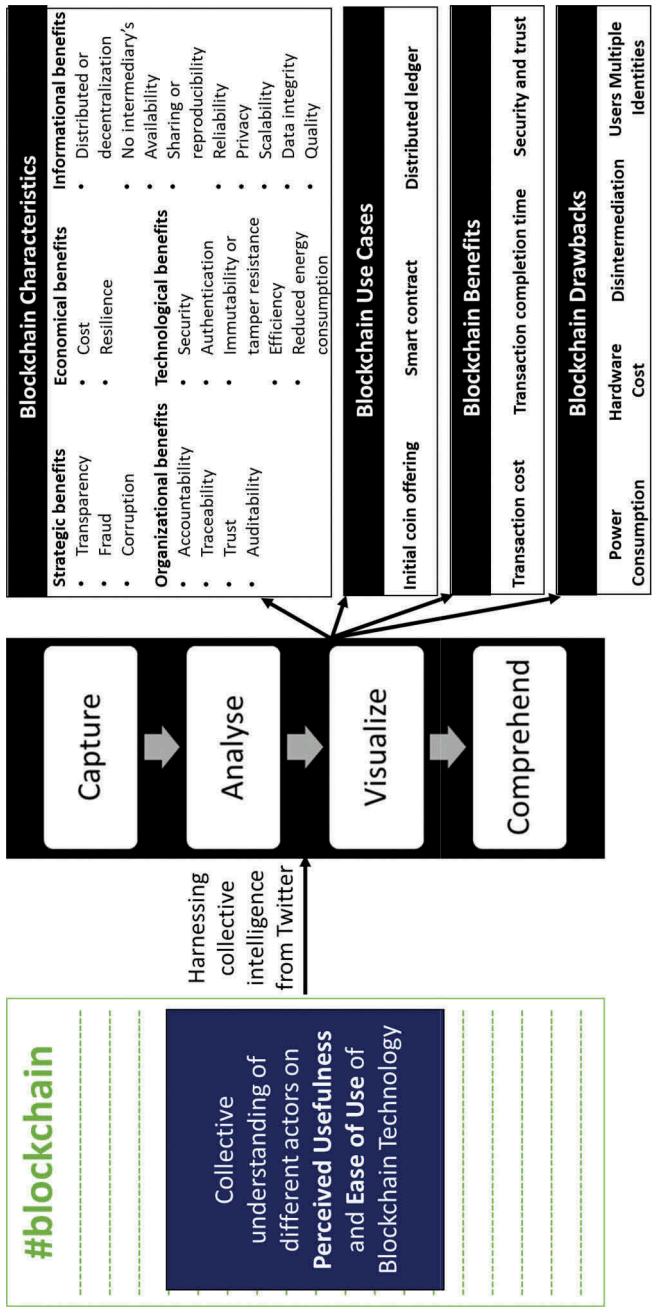 #blockchain
Collective
understanding of
different actors on
Perceived Usefulness
and Ease of Use of
Blockchain Technology
Harnessing
collective
intelligence
from Twitter
Capture
Analyse
Visualize
Comprehend
Blockchain Characteristics
Strategic benefits
• Transparency
• Fraud
• Corruption
Organizational benefits
• Accountability
• Traceability
• Trust
• Auditability
Economical benefits
• Cost
• Resilience
Technological benefits
• Security
• Authentication
• Immutability or
tamper resistance
• Efficiency
• Reduced energy
consumption
Informational benefits
• Distributed or
decentralization
• No intermediary's
• Availability
• Sharing or
reproducibility
• Reliability
• Privacy
• Scalability
• Data integrity
• Quality
Blockchain Use Cases
Initial coin offering Smart contract Distributed ledger
Blockchain Benefits
Transaction cost Transaction completion time Security and trust
Blockchain Drawbacks
Power
Consumption
Hardware
Cost
Disintermediation
Users Multiple
Identities